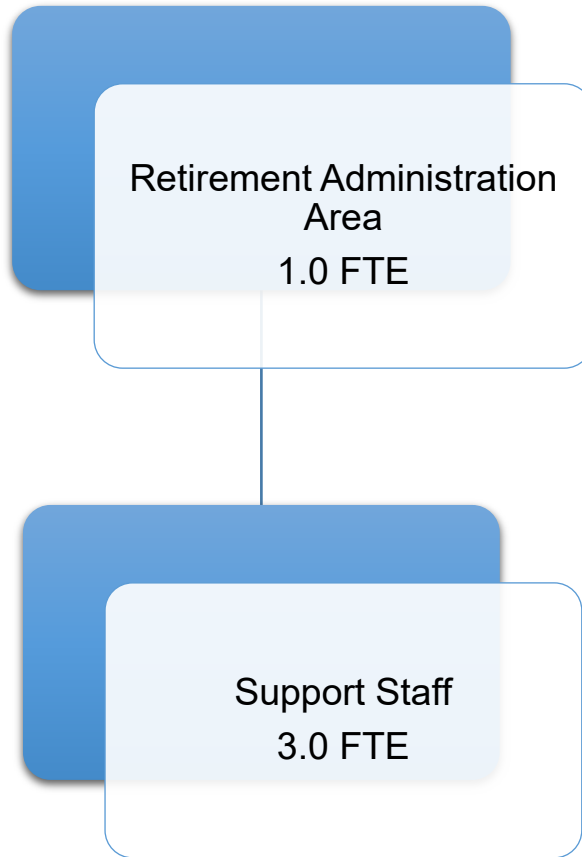 Retirement Administration
Area
1.0 FTE
Support Staff
3.0 FTE